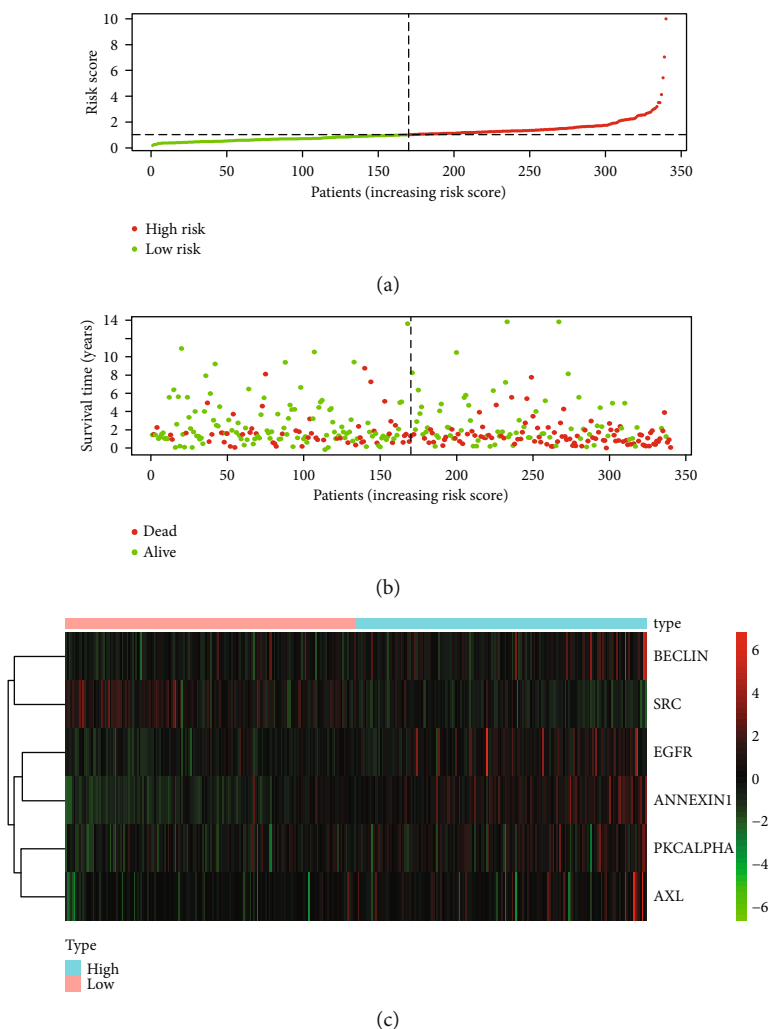 10
8
6
4
2
0
Risk score
0 50 100 150 200 250 300 350
Patients (increasing risk score)
High risk
Low risk
(a)
14
10
8
6
4
2
0
Survival time (years)
0 50 100 150 200 250 300 350
Patients (increasing risk score)
Dead
Alive
(b)
type
BECLIN
SRC
EGFR
ANNEXIN1
PKCALPHA
AXL
6
4
2
0
−2
−4
−6
Type
High
Low
(c)